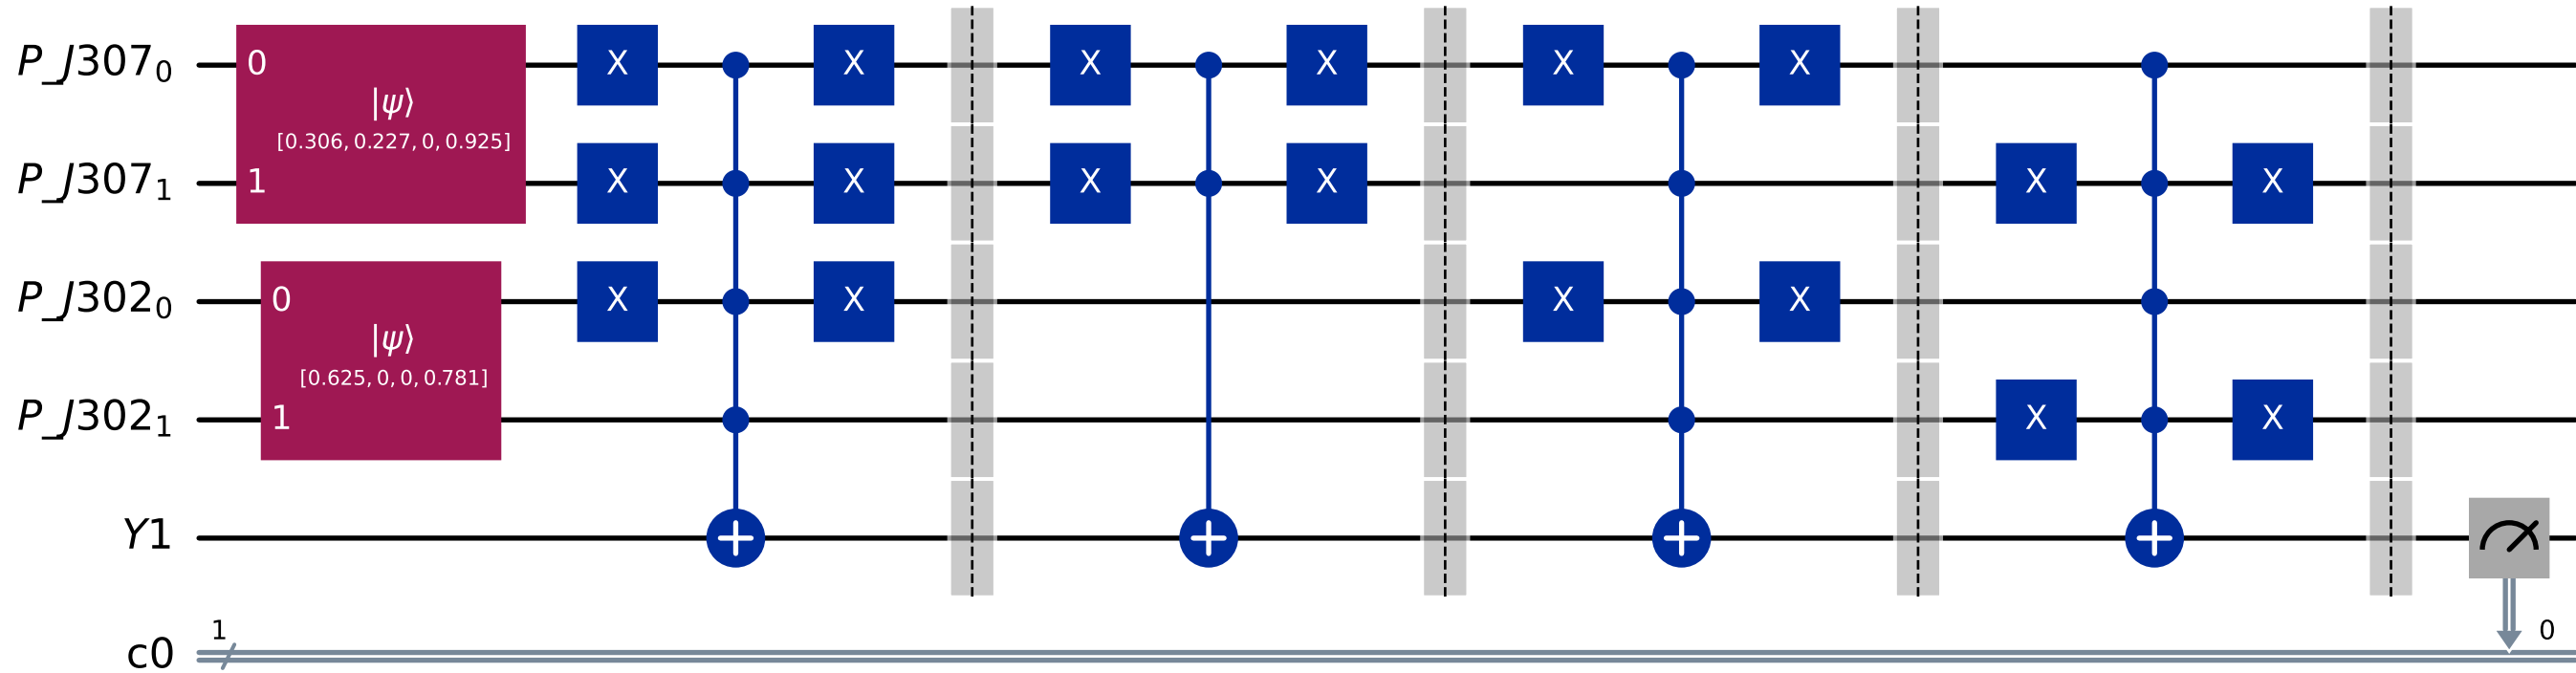 P_J307₀ 0 X X X X X X
|ψ⟩
[0.306, 0.227, 0, 0.925]
P_J307₁ 1 X X X X X X
P_J302₀ 0 X X X X
|ψ⟩
[0.625, 0, 0, 0.781]
P_J302₁ 1 X X
Y1
c0 1 0